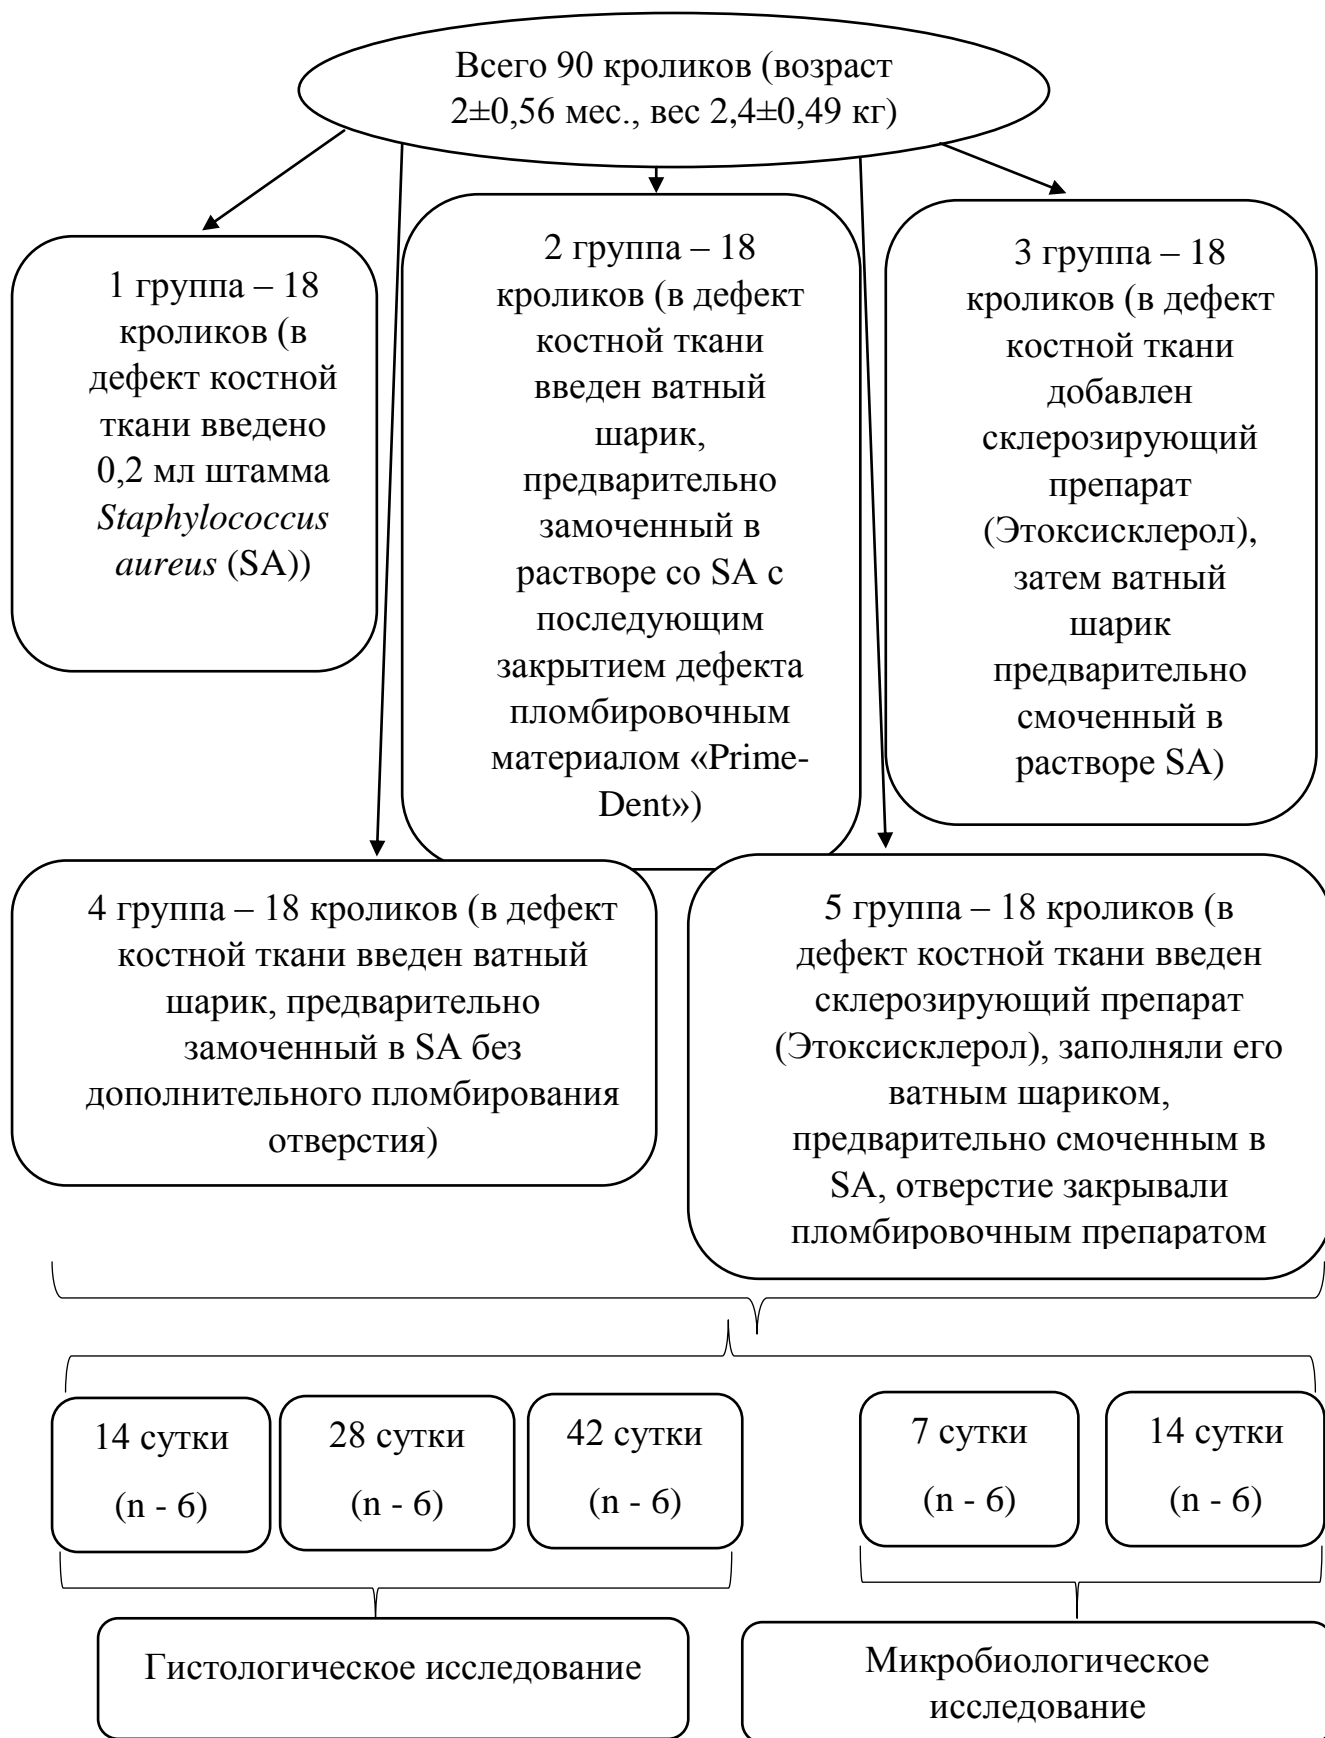 Всего 90 кроликов (возраст
2±0,56 мес., вес 2,4±0,49 кг)
1 группа – 18
кроликов (в
дефект костной
ткани введено
0,2 мл штамма
Staphylococcus
aureus (SA))
2 группа – 18
кроликов (в дефект
костной ткани
введен ватный
шарик,
предварительно
замоченный в
растворе со SA с
последующим
закрытием дефекта
пломбировочным
материалом «Prime-
Dent»)
3 группа – 18
кроликов (в дефект
костной ткани
добавлен
склерозирующий
препарат
(Этоксисклерол),
затем ватный
шарик
предварительно
смоченный в
растворе SA)
4 группа – 18 кроликов (в дефект
костной ткани введен ватный
шарик, предварительно
замоченный в SA без
дополнительного пломбирования
отверстия)
5 группа – 18 кроликов (в
дефект костной ткани введен
склерозирующий препарат
(Этоксисклерол), заполняли его
ватным шариком,
предварительно смоченным в
SA, отверстие закрывали
пломбировочным препаратом
14 сутки
(n - 6)
28 сутки
(n - 6)
42 сутки
(n - 6)
7 сутки
(n - 6)
14 сутки
(n - 6)
Гистологическое исследование
Микробиологическое
исследование